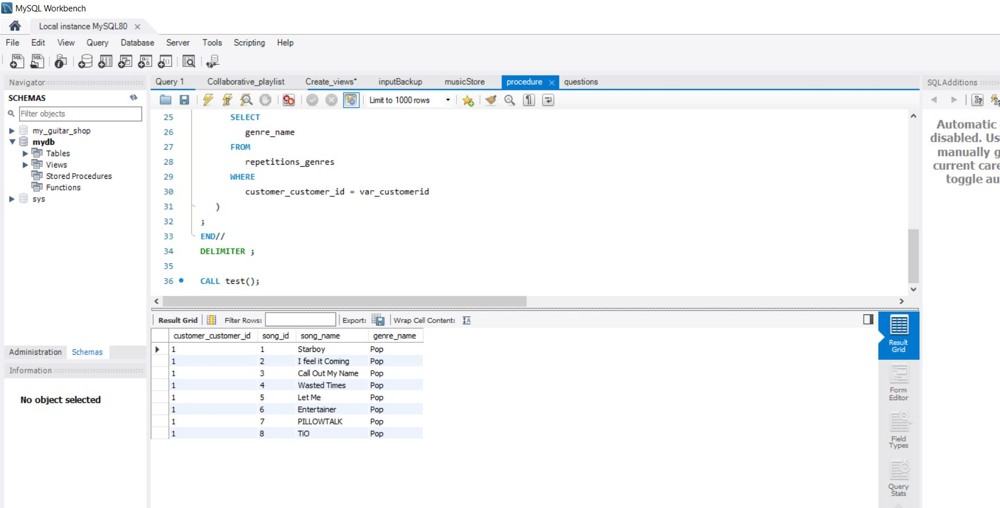 MySQL Workbench
Local instance MySQL80
File Edit View Query Database Server Tools Scripting Help
Navigator
SCHEMAS
Filter objects
my_guitar_shop
mydb
Tables
Views
Stored Procedures
Functions
sys
Administration Schemas
Information
No object selected
Query 1 Collaborative_playlist Create_views* inputBackup musicStore procedure questions
Limit to 1000 rows
25 SELECT
26 genre_name
27 FROM
28 repetitions_genres
29 WHERE
30 customer_customer_id = var_customerid
31 )
32 ;
33 END//
34 DELIMITER ;
35
36 CALL test();
Result Grid Filter Rows: Export: Wrap Cell Content:
customer_customer_id song_id song_name genre_name
1 1 Starboy Pop
1 2 I feel it Coming Pop
1 3 Call Out My Name Pop
1 4 Wasted Times Pop
1 5 Let Me Pop
1 6 Entertainer Pop
1 7 PILLOWTALK Pop
1 8 TiO Pop
Result
Grid
Form
Editor
Field
Types
Query
Stats
SQLAdditions
Automatic
disabled. Us
manually g
current care
toggle au